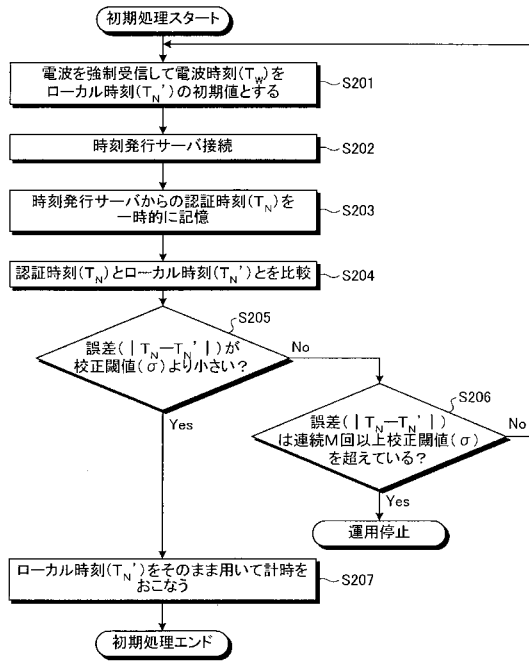 初期処理スタート
電波を強制受信して電波時刻(TW)を
ローカル時刻(TN')の初期値とする
S201
時刻発行サーバ接続
S202
時刻発行サーバからの認証時刻(TN)を
一時的に記憶
S203
認証時刻(TN)とローカル時刻(TN')とを比較
S204
S205
誤差(|TN−TN'|)が
校正閾値(σ)より小さい?
No
Yes
S206
誤差(|TN−TN'|)
は連続M回以上校正閾値(σ)
を超えている?
No
Yes
運用停止
ローカル時刻(TN')をそのまま用いて計時を
おこなう
S207
初期処理エンド